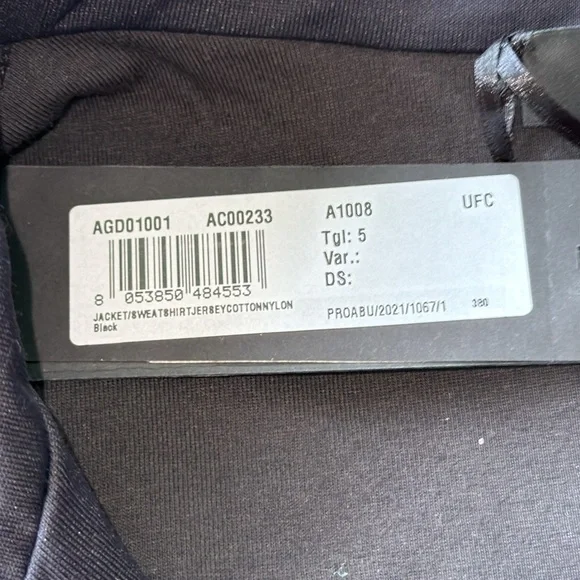 AGD01001 AC00233 A1008 UFC
Tgl: 5
Var.:
DS:
8 053850 484553
JACKET/SWEATSHIRTJERSEYCOTTONNYLON
Black
PROABU/2021/1067/1 380